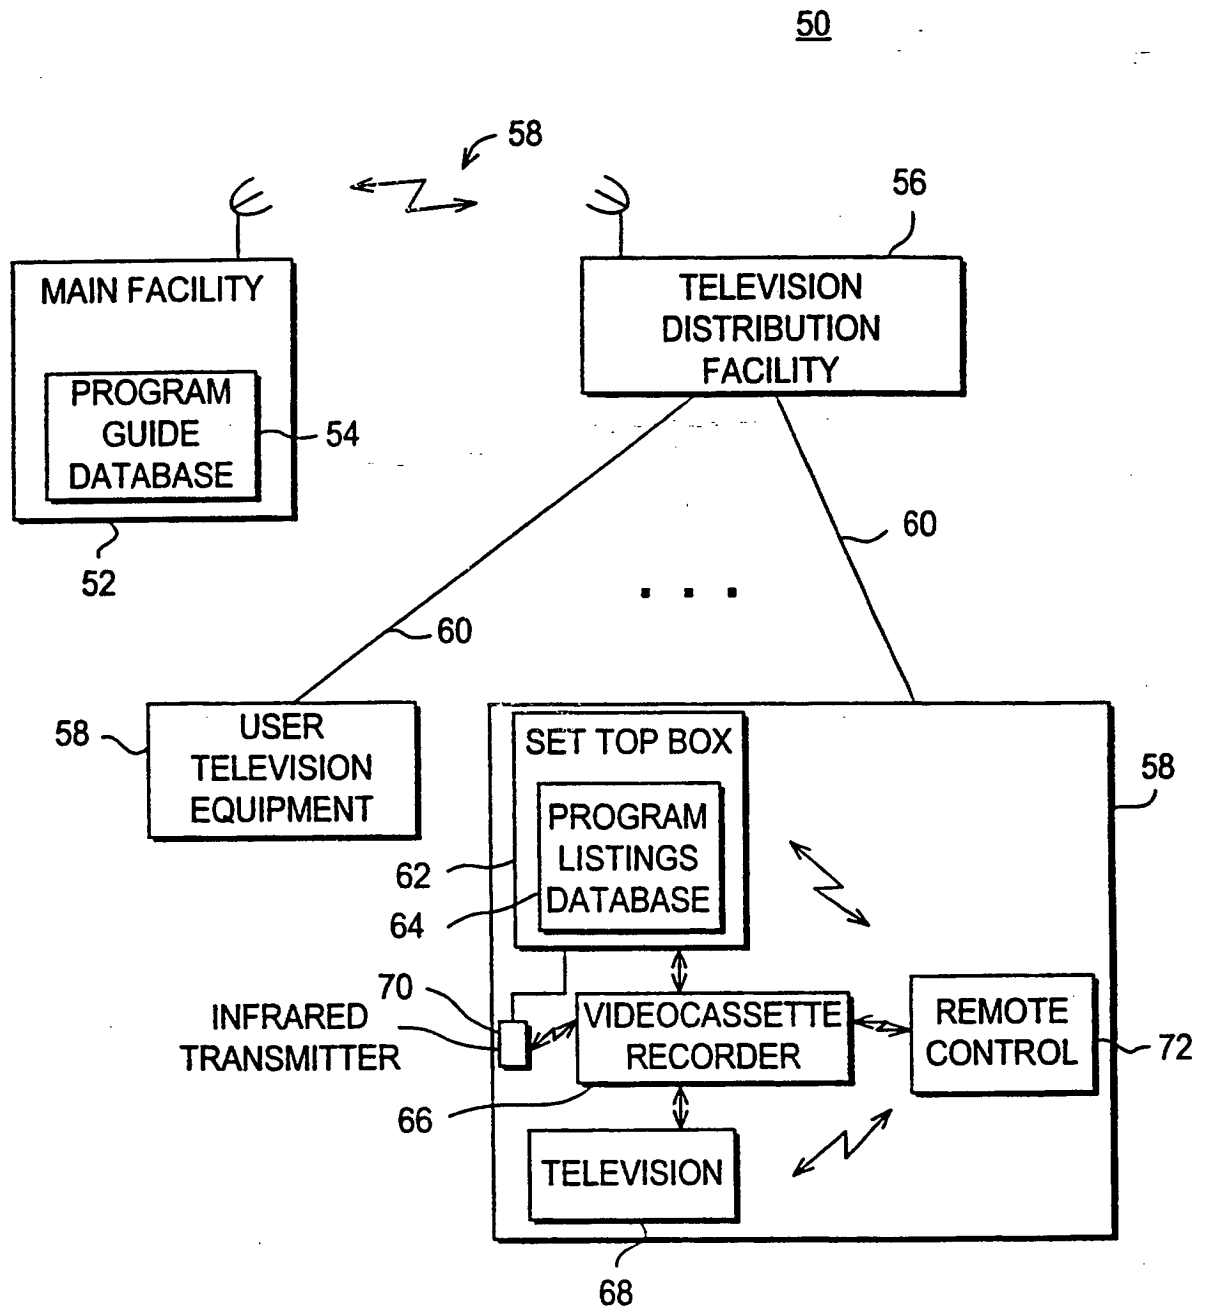 50
58
56
MAIN FACILITY
PROGRAM
GUIDE
DATABASE
54
52
TELEVISION
DISTRIBUTION
FACILITY
60
60
58
USER
TELEVISION
EQUIPMENT
58
SET TOP BOX
PROGRAM
LISTINGS
DATABASE
62
64
70
INFRARED
TRANSMITTER
VIDEOCASSETTE
RECORDER
66
REMOTE
CONTROL
72
TELEVISION
68